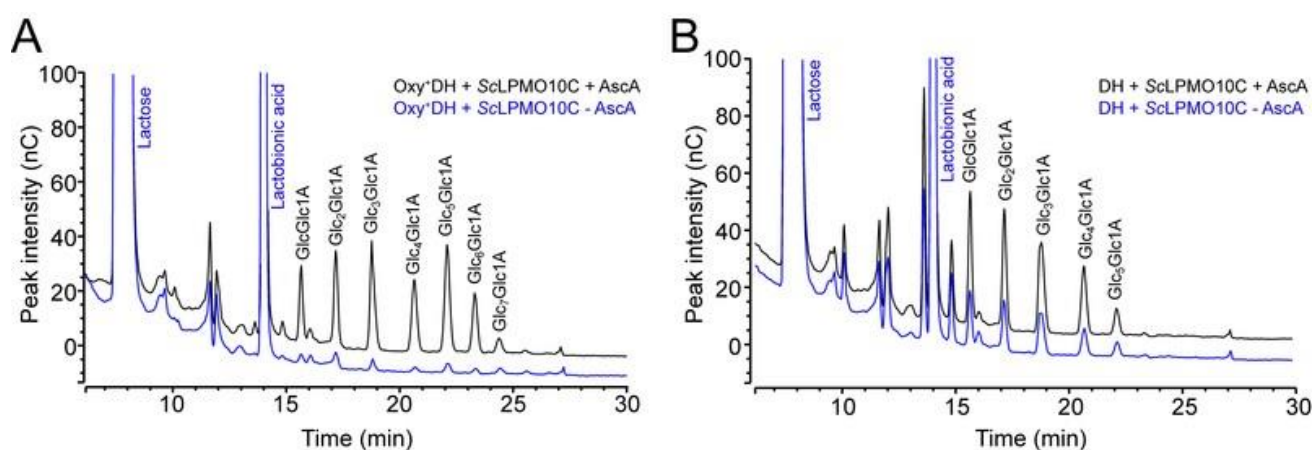 A
Peak intensity (nC)
100
80
60
40
20
0
Lactose
Lactobionic acid
GlcGlc1A
Glc₂Glc1A
Glc₃Glc1A
Glc₄Glc1A
Glc₅Glc1A
Glc₆Glc1A
Glc₇Glc1A
Oxy⁺DH + ScLPMO10C + AscA
Oxy⁺DH + ScLPMO10C - AscA
10 15 20 25 30
Time (min)
B
Peak intensity (nC)
100
80
60
40
20
0
Lactose
Lactobionic acid
GlcGlc1A
Glc₂Glc1A
Glc₃Glc1A
Glc₄Glc1A
Glc₅Glc1A
DH + ScLPMO10C + AscA
DH + ScLPMO10C - AscA
10 15 20 25 30
Time (min)